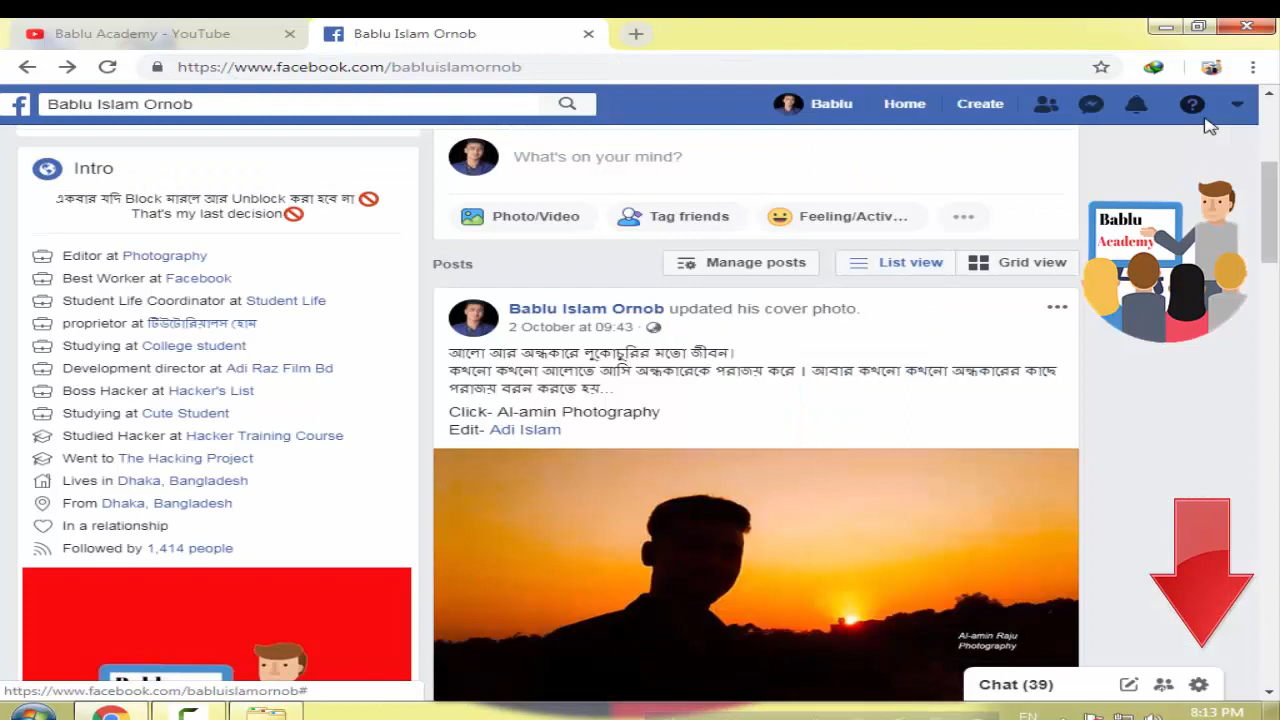 Bablu Academy - YouTube
Bablu Islam Ornob
https://www.facebook.com/babluislamornob
Bablu Islam Ornob
Bablu
Home
Create
Intro
একবার যদি Block মারলে আর Unblock করা হবে না
That's my last decision
Editor at Photography
Best Worker at Facebook
Student Life Coordinator at Student Life
proprietor at টিউটোরিয়ালস হোম
Studying at College student
Development director at Adi Raz Film Bd
Boss Hacker at Hacker's List
Studying at Cute Student
Studied Hacker at Hacker Training Course
Went to The Hacking Project
Lives in Dhaka, Bangladesh
From Dhaka, Bangladesh
In a relationship
Followed by 1,414 people
What's on your mind?
Photo/Video
Tag friends
Feeling/Activ...
Posts
Manage posts
List view
Grid view
Bablu Islam Ornob updated his cover photo.
2 October at 09:43 ·
আলো আর অন্ধকারে লুকোচুরির মতো জীবন।
কখনো কখনো আলোতে আসি অন্ধকারেকে পরাজয় করে । আবার কখনো কখনো অন্ধকারের কাছে
পরাজয় বরন করতে হয়...
Click- Al-amin Photography
Edit- Adi Islam
Al-amin Raju
Photography
Bablu
Academy
Chat (39)
https://www.facebook.com/babluislamornob#
EN
8:13 PM